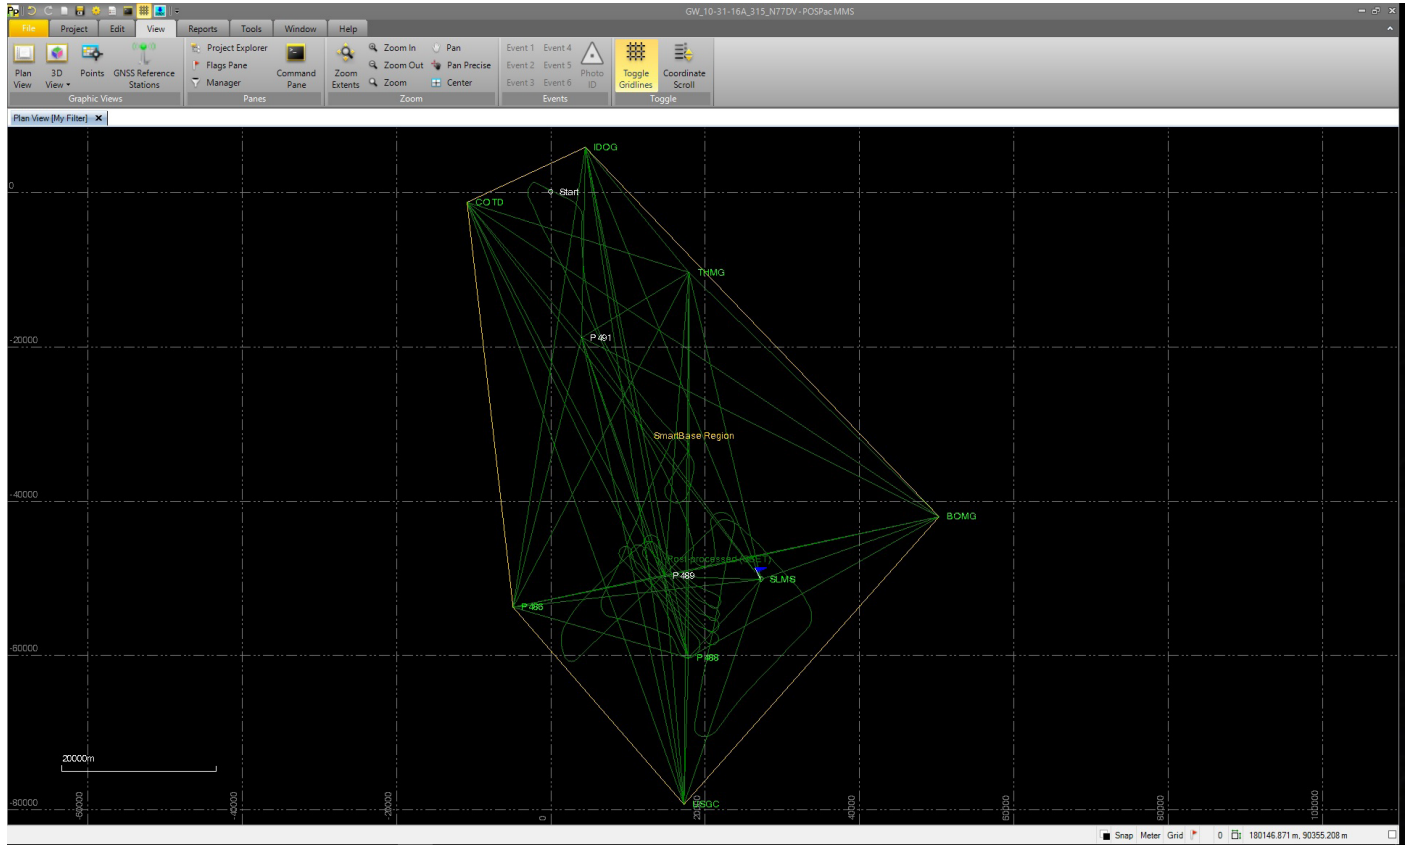 GW_10-31-16A_315_N77DV - POSPac MMS
File Project Edit View Reports Tools Window Help
Plan View
3D View
Points
GNSS Reference Stations
Graphic Views
Project Explorer
Flags Pane
Manager
Command Pane
Panes
Zoom Extents
Zoom In
Zoom Out
Zoom
Pan
Pan Precise
Center
Zoom
Event 1 Event 4
Event 2 Event 5
Event 3 Event 6
Photo ID
Events
Toggle Gridlines
Coordinate Scroll
Toggle
Plan View [My Filter]
IDOG
0
Start
COTD
THMG
P491
-20000
SmartBase Region
-40000
BOMG
P489
SLMS
P486
P488
-60000
20000m
USGC
-80000
-60000
-40000
-20000
0
20000
40000
60000
80000
100000
Snap Meter Grid 0 180146.871 m, 90355.208 m